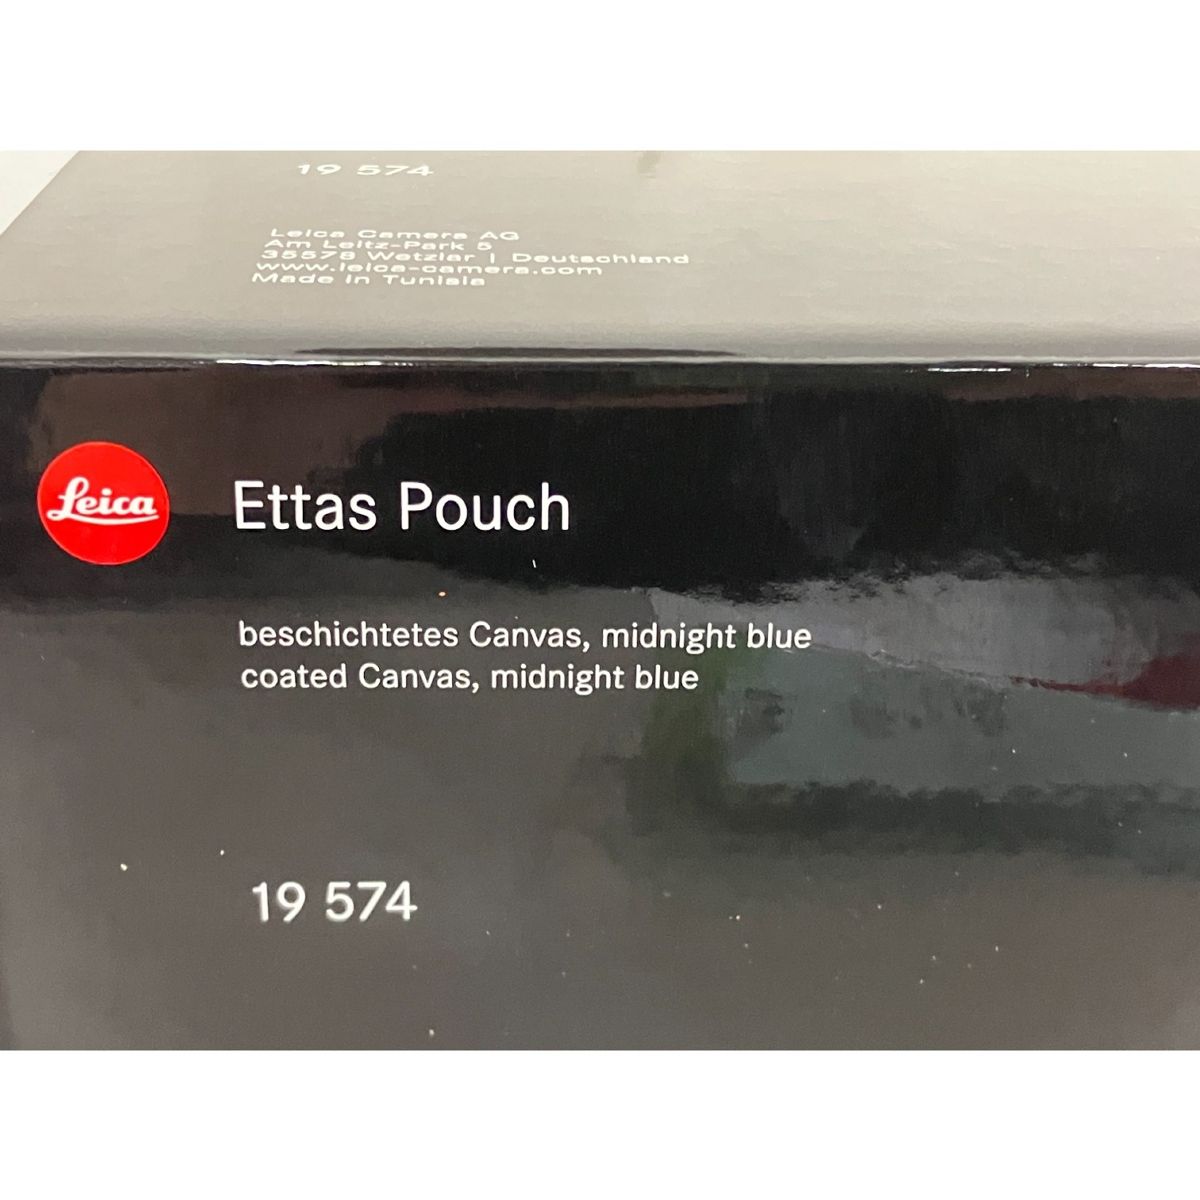 19 574
Leica Camera AG
Am Leitz-Park 5
35578 Wetzlar | Deutschland
www.leica-camera.com
Made in Tunisia
Leica
Ettas Pouch
beschichtetes Canvas, midnight blue
coated Canvas, midnight blue
19 574